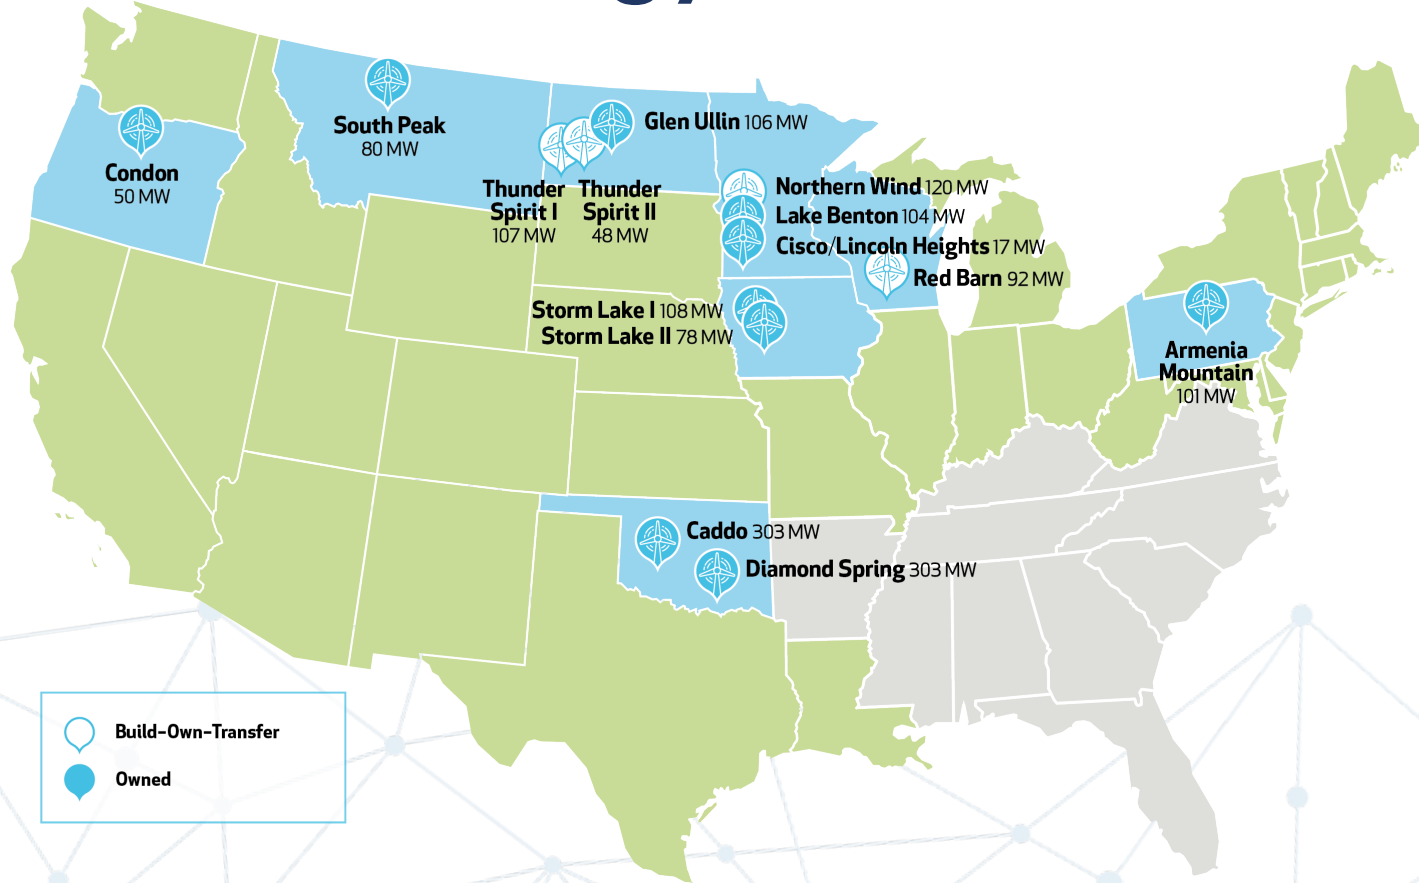 South Peak
80 MW
Condon
50 MW
Glen Ullin 106 MW
Thunder
Spirit I
107 MW
Thunder
Spirit II
48 MW
Northern Wind 120 MW
Lake Benton 104 MW
Cisco/Lincoln Heights 17 MW
Red Barn 92 MW
Storm Lake I 108 MW
Storm Lake II 78 MW
Armenia
Mountain
101 MW
Caddo 303 MW
Diamond Spring 303 MW
Build-Own-Transfer
Owned